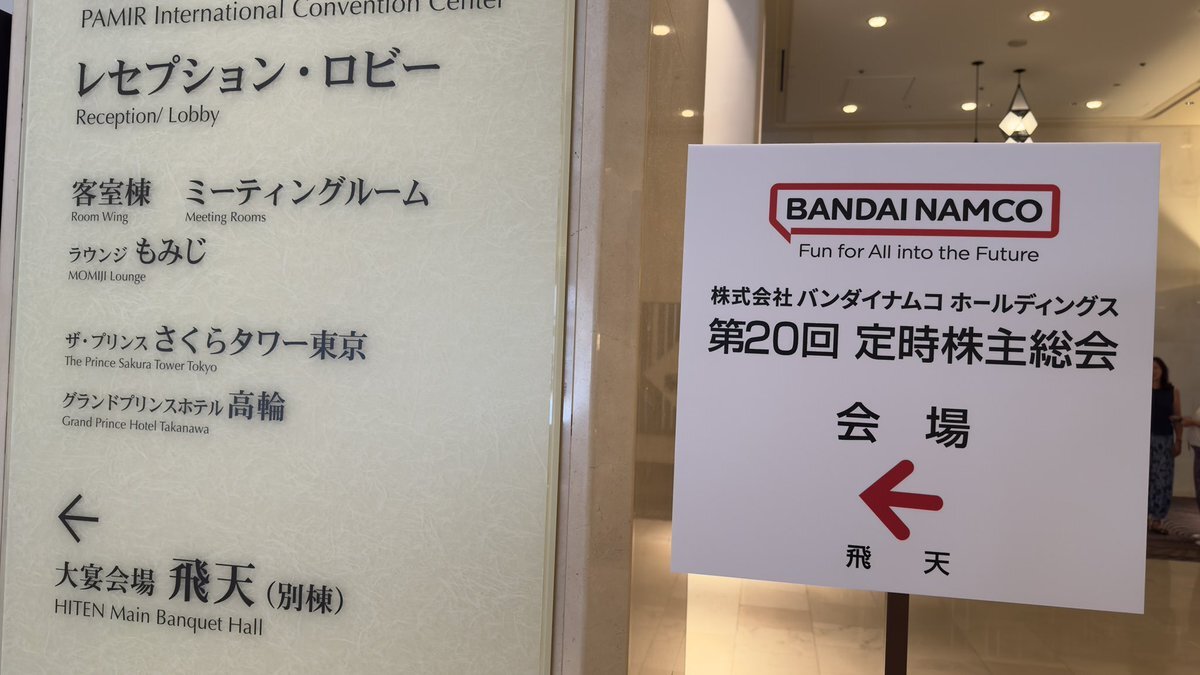 PAMIR International Convention Center
レセプション・ロビー
Reception/ Lobby
客室棟 ミーティングルーム
Room Wing Meeting Rooms
ラウンジ もみじ
MOMIJI Lounge
ザ・プリンス さくらタワー東京
The Prince Sakura Tower Tokyo
グランドプリンスホテル 高輪
Grand Prince Hotel Takanawa
←
大宴会場 飛天(別棟)
HITEN Main Banquet Hall
BANDAI NAMCO
Fun for All into the Future
株式会社 バンダイナムコ ホールディングス
第20回 定時株主総会
会 場
←
飛 天